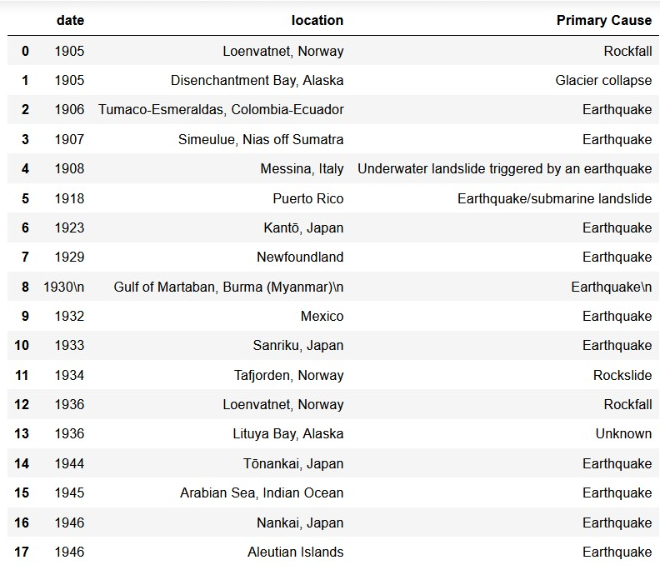 date location Primary Cause
0 1905 Loenvatnet, Norway Rockfall
1 1905 Disenchantment Bay, Alaska Glacier collapse
2 1906 Tumaco-Esmeraldas, Colombia-Ecuador Earthquake
3 1907 Simeulue, Nias off Sumatra Earthquake
4 1908 Messina, Italy Underwater landslide triggered by an earthquake
5 1918 Puerto Rico Earthquake/submarine landslide
6 1923 Kantō, Japan Earthquake
7 1929 Newfoundland Earthquake
8 1930\n Gulf of Martaban, Burma (Myanmar)\n Earthquake\n
9 1932 Mexico Earthquake
10 1933 Sanriku, Japan Earthquake
11 1934 Tafjorden, Norway Rockslide
12 1936 Loenvatnet, Norway Rockfall
13 1936 Lituya Bay, Alaska Unknown
14 1944 Tōnankai, Japan Earthquake
15 1945 Arabian Sea, Indian Ocean Earthquake
16 1946 Nankai, Japan Earthquake
17 1946 Aleutian Islands Earthquake